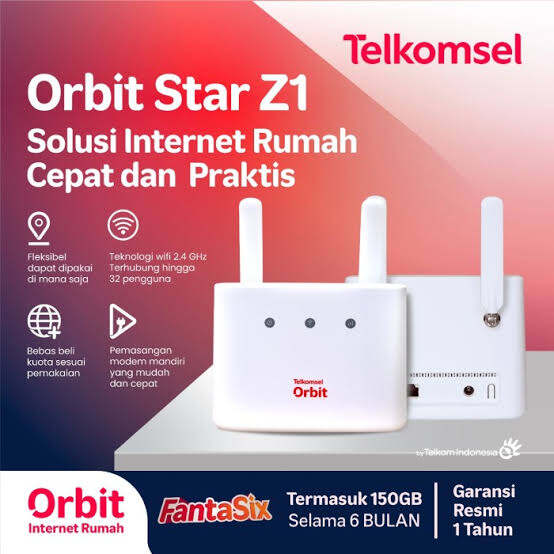 Telkomsel
Orbit Star Z1
Solusi Internet Rumah
Cepat dan Praktis
Fleksibel
dapat dipakai
di mana saja
Teknologi wifi 2.4 GHz
Terhubung hingga
32 pengguna
Bebas beli
kuota sesuai
pemakaian
Pemasangan
modem mandiri
yang mudah
dan cepat
Telkomsel
Orbit
by Telkom Indonesia
Orbit
Internet Rumah
FantaSix
Termasuk 150GB
Selama 6 BULAN
Garansi
Resmi
1 Tahun